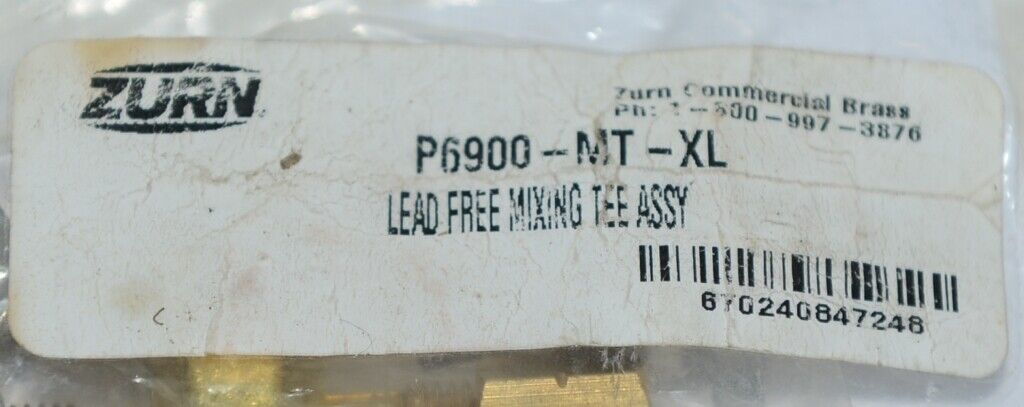 ZURN
Zurn Commercial Brass
Ph: 1-800-997-3876
P6900-MT-XL
LEAD FREE MIXING TEE ASSY
670240847248